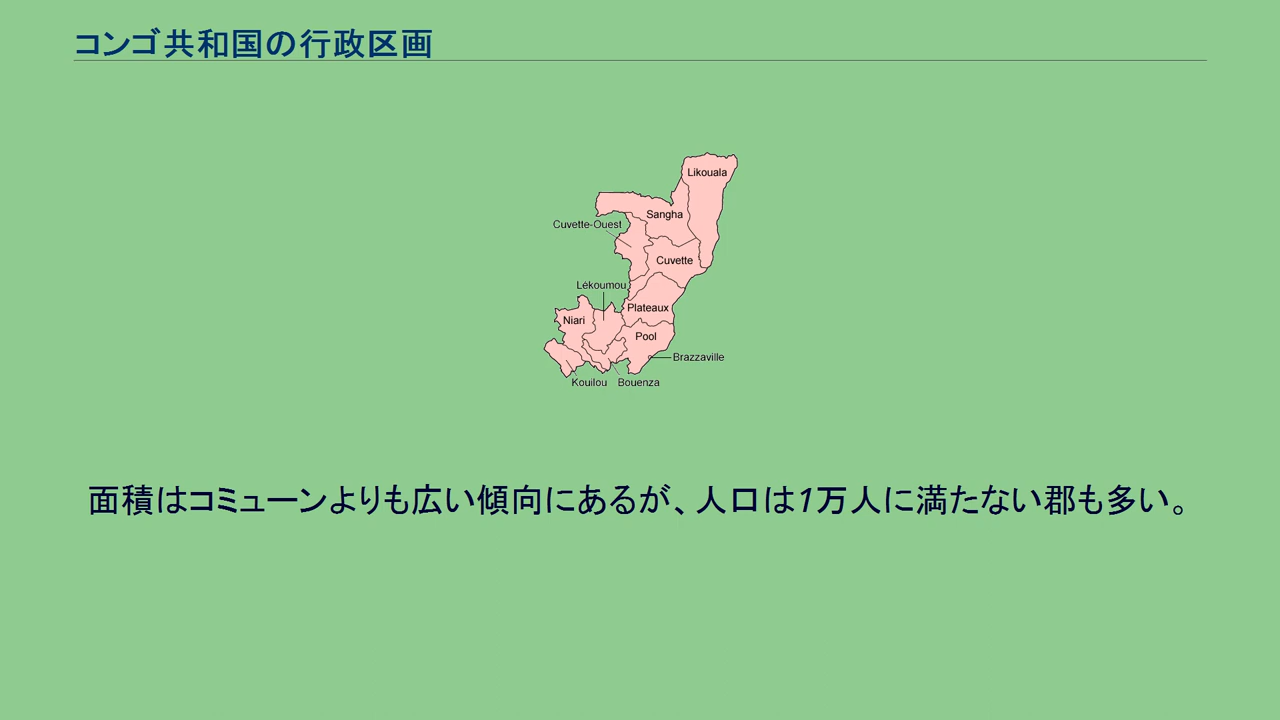 コンゴ共和国の行政区画
Likouala
Sangha
Cuvette-Ouest
Cuvette
Lékoumou
Plateaux
Niari
Pool
Brazzaville
Kouilou
Bouenza
面積はコミューンよりも広い傾向にあるが、人口は1万人に満たない郡も多い。